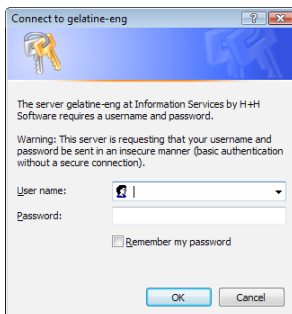 Connect to gelatine-eng
The server gelatine-eng at Information Services by H+H
Software requires a username and password.
Warning: This server is requesting that your username and
password be sent in an insecure manner (basic authentication
without a secure connection).
User name:
Password:
Remember my password
OK Cancel